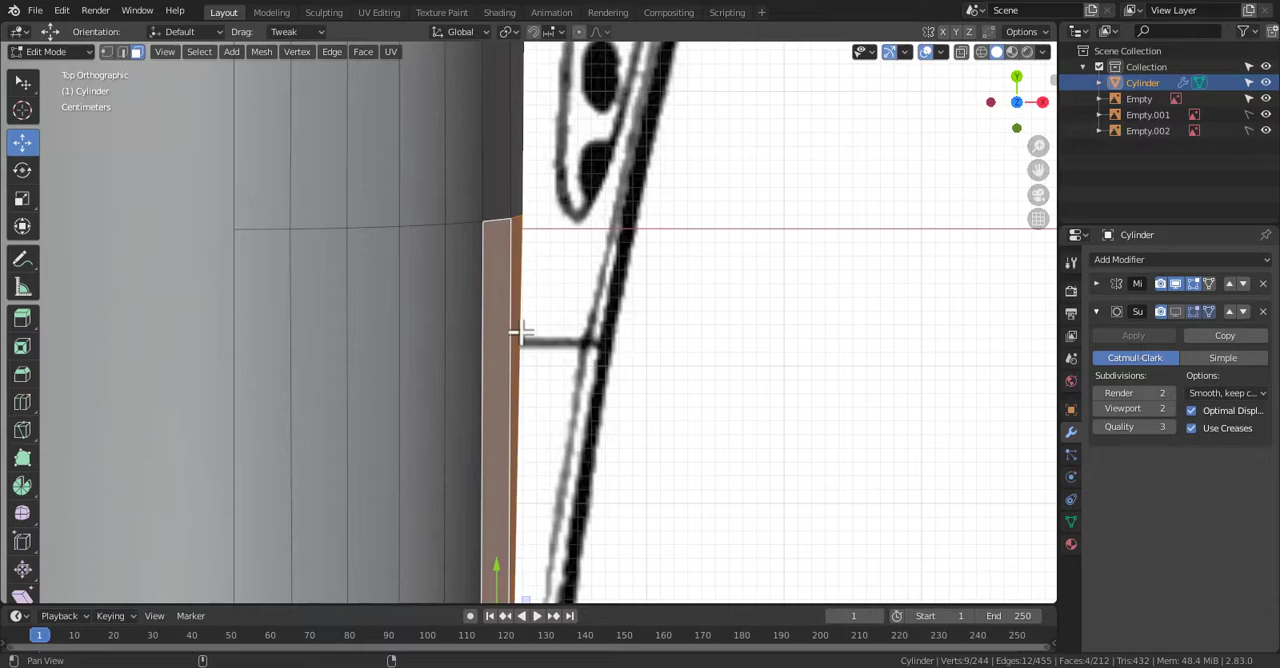 File Edit Render Window Help Layout Modeling Sculpting UV Editing Texture Paint Shading Animation Rendering Compositing Scripting + Scene View Layer
Orientation: Default Drag: Tweak Global X Y Z Options
Edit Mode View Select Add Mesh Vertex Edge Face UV
Scene Collection
Collection
Cylinder
Empty
Empty.001
Empty.002
Top Orthographic
(1) Cylinder
Centimeters
Y
Z
X
Cylinder
Add Modifier
Mi
Su
Apply Copy
Catmull-Clark Simple
Subdivisions: Options:
Render 2 Smooth, keep c...
Viewport 2 Optimal Displ...
Quality 3 Use Creases
Playback Keying View Marker 1 Start 1 End 250
1 10 20 30 40 50 60 70 80 90 100 110 120 130 140 150 160 170 180 190 200 210 220 230 240 250
Pan View Cylinder | Verts:9/244 | Edges:12/455 | Faces:4/212 | Tris:432 | Mem: 48.4 MiB | 2.83.0